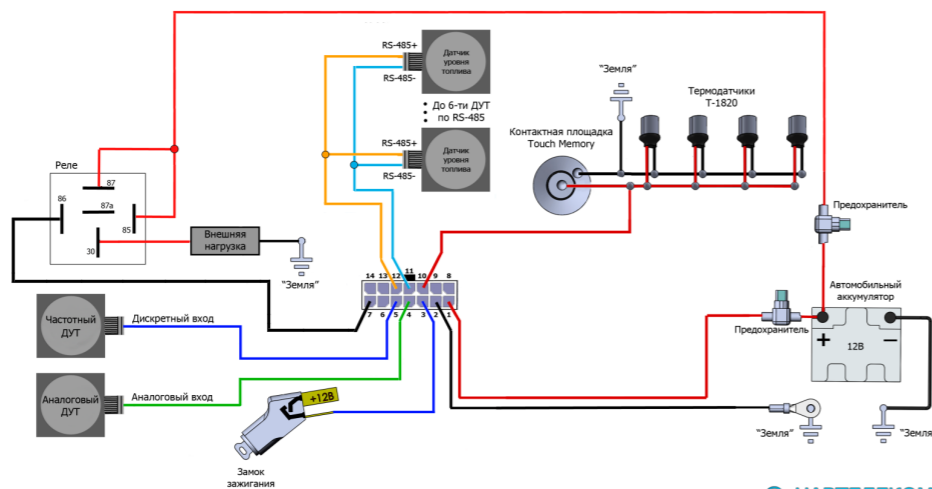 RS-485+
RS-485-
Датчик
уровня
топлива
До 6-ти ДУТ
по RS-485
RS-485+
RS-485-
Датчик
уровня
топлива
"Земля"
Термодатчики
Т-1820
Контактная площадка
Touch Memory
Реле
87
86
87a
85
30
Внешняя
нагрузка
"Земля"
Предохранитель
14 13 12 11 10 9 8
7 6 5 4 3 2 1
Автомобильный
аккумулятор
Предохранитель
+ −
12В
Частотный
ДУТ
Дискретный вход
Аналоговый
ДУТ
Аналоговый вход
+12В
Замок
зажигания
"Земля"
"Земля